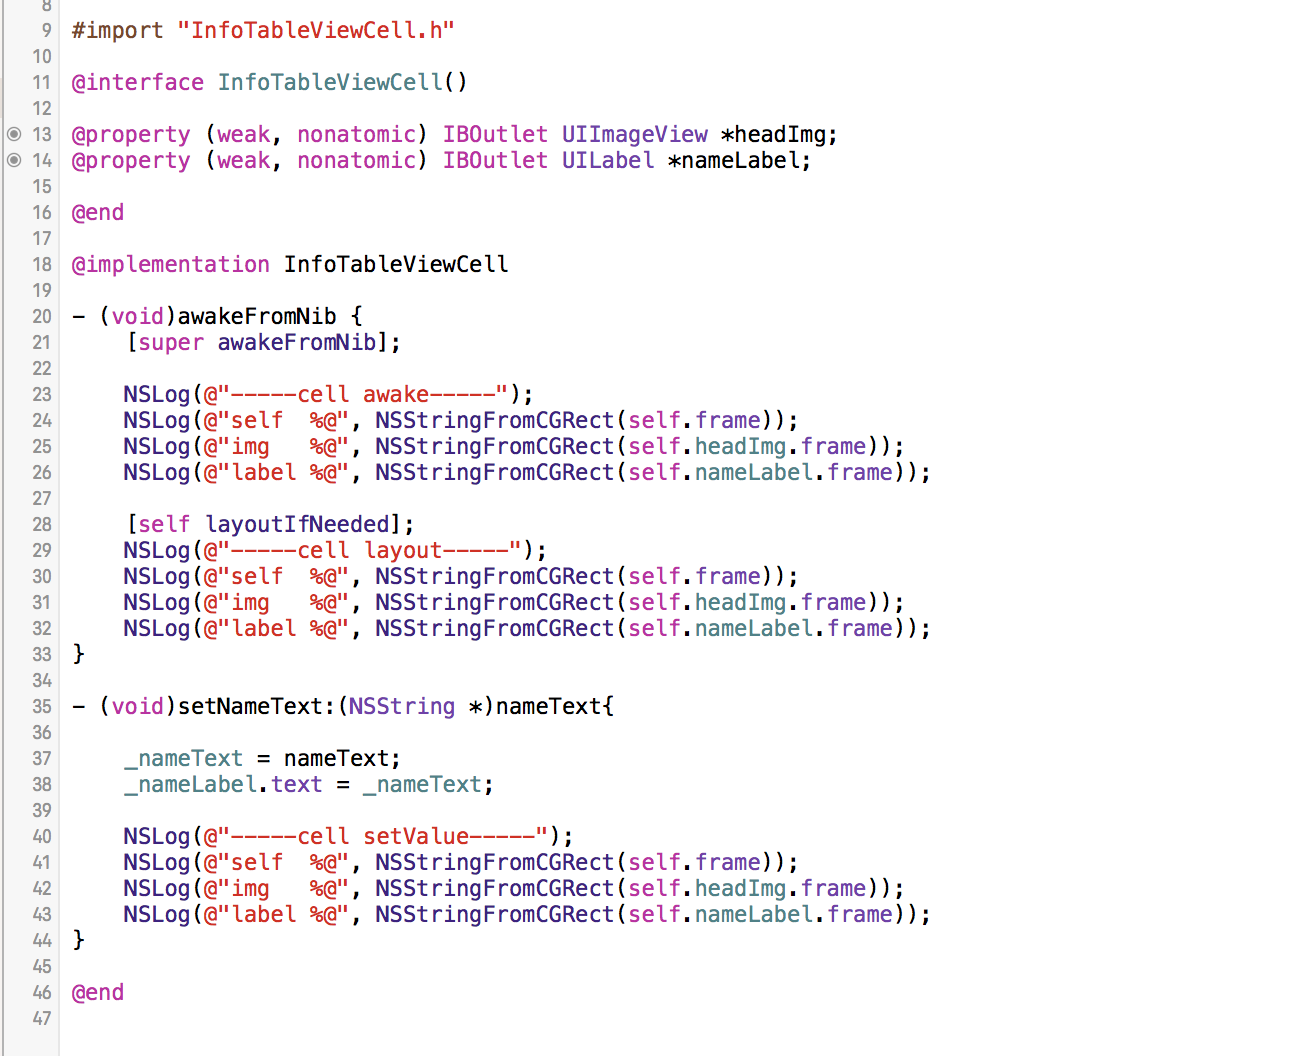 8
9 #import "InfoTableViewCell.h"
10
11 @interface InfoTableViewCell()
12
13 @property (weak, nonatomic) IBOutlet UIImageView *headImg;
14 @property (weak, nonatomic) IBOutlet UILabel *nameLabel;
15
16 @end
17
18 @implementation InfoTableViewCell
19
20 - (void)awakeFromNib {
21     [super awakeFromNib];
22
23     NSLog(@"-----cell awake-----");
24     NSLog(@"self  %@", NSStringFromCGRect(self.frame));
25     NSLog(@"img   %@", NSStringFromCGRect(self.headImg.frame));
26     NSLog(@"label %@", NSStringFromCGRect(self.nameLabel.frame));
27
28     [self layoutIfNeeded];
29     NSLog(@"-----cell layout-----");
30     NSLog(@"self  %@", NSStringFromCGRect(self.frame));
31     NSLog(@"img   %@", NSStringFromCGRect(self.headImg.frame));
32     NSLog(@"label %@", NSStringFromCGRect(self.nameLabel.frame));
33 }
34
35 - (void)setNameText:(NSString *)nameText{
36
37     _nameText = nameText;
38     _nameLabel.text = _nameText;
39
40     NSLog(@"-----cell setValue-----");
41     NSLog(@"self  %@", NSStringFromCGRect(self.frame));
42     NSLog(@"img   %@", NSStringFromCGRect(self.headImg.frame));
43     NSLog(@"label %@", NSStringFromCGRect(self.nameLabel.frame));
44 }
45
46 @end
47